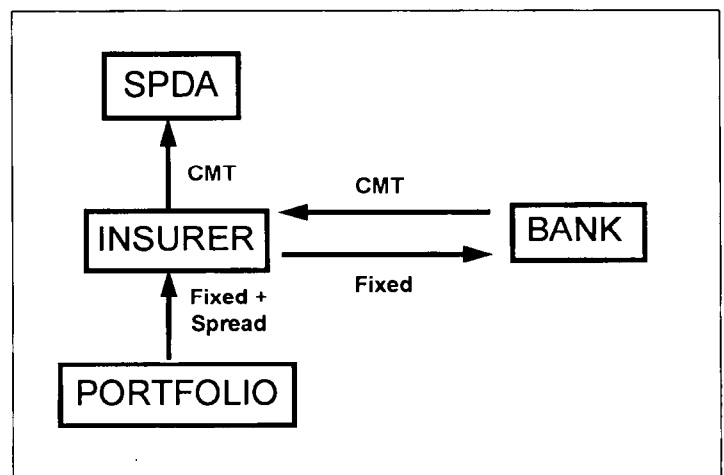 SPDA
CMT
CMT
INSURER
BANK
Fixed
Fixed +
Spread
PORTFOLIO